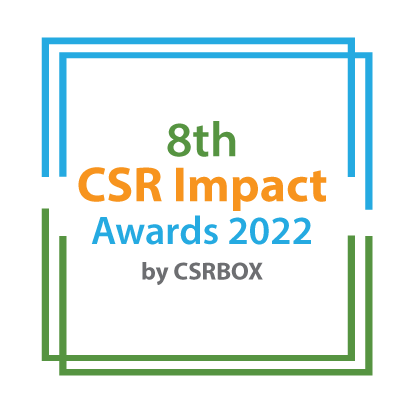 8th
CSR Impact
Awards 2022
by CSRBOX